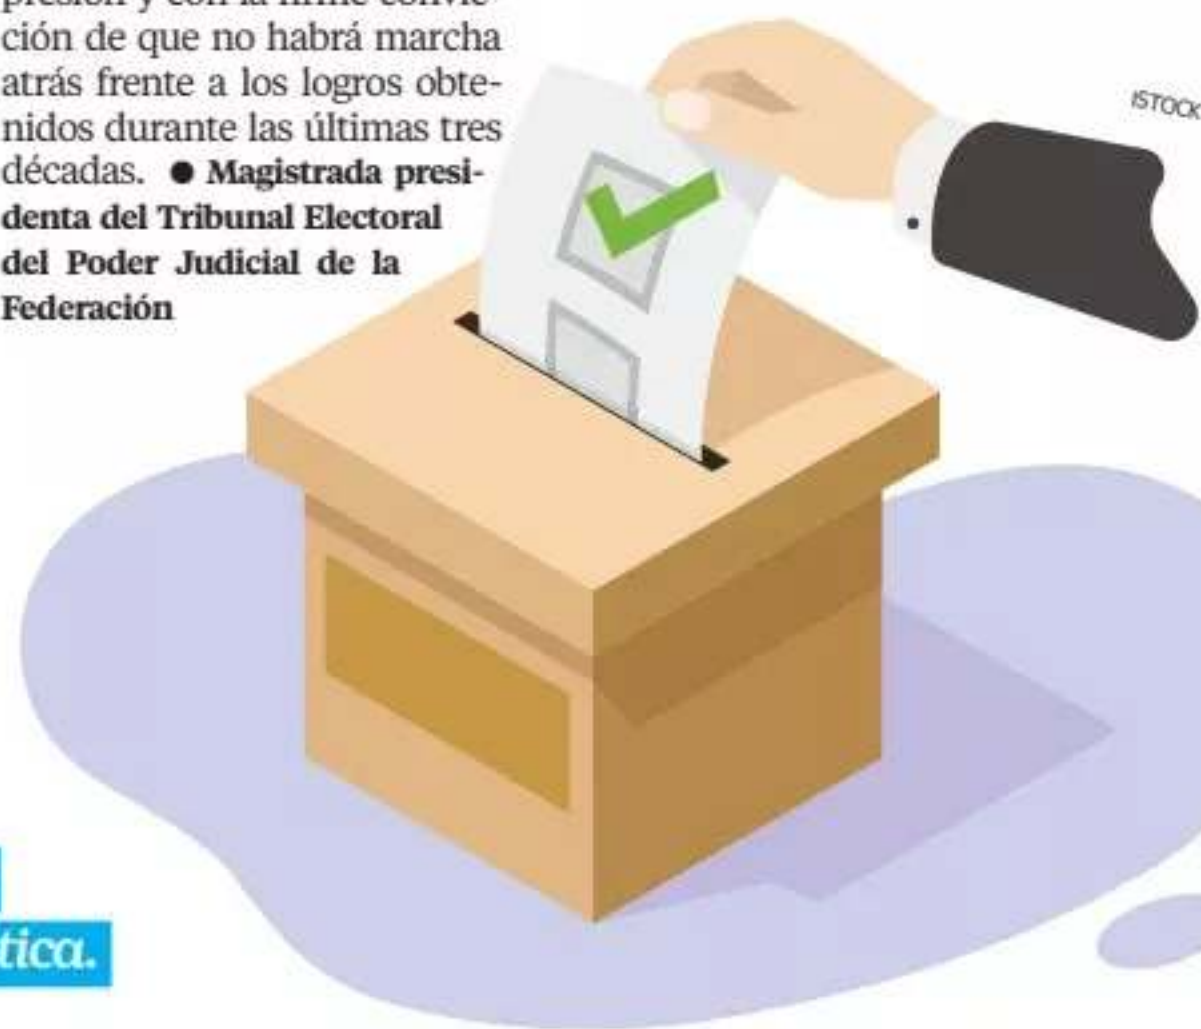 ción de que no habrá marcha
atrás frente a los logros obte-
nidos durante las últimas tres
décadas. ● Magistrada presi-
denta del Tribunal Electoral
del Poder Judicial de la
Federación
ISTOCK
tica.